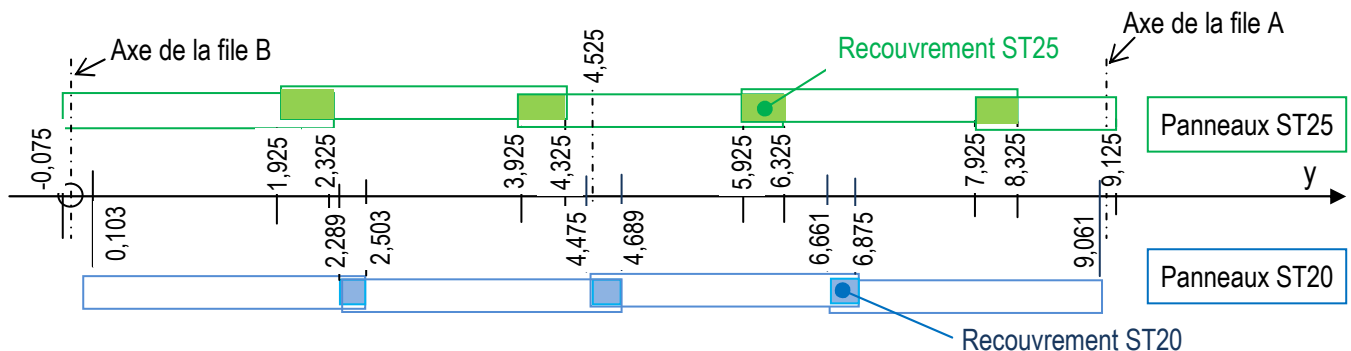 Axe de la file B
Recouvrement ST25
Axe de la file A
4,525
Panneaux ST25
-0,075
1,925
2,325
3,925
4,325
5,925
6,325
7,925
8,325
9,125
y
0,103
2,289
2,503
4,475
4,689
6,661
6,875
9,061
Panneaux ST20
Recouvrement ST20